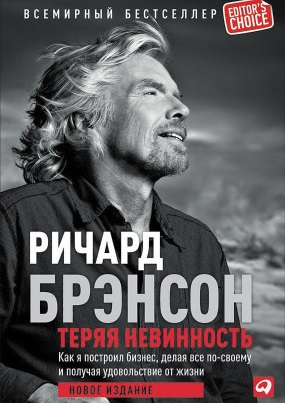 ВСЕМИРНЫЙ БЕСТСЕЛЛЕР
EDITOR'S
CHOICE
РИЧАРД
БРЭНСОН
ТЕРЯЯ НЕВИННОСТЬ
Как я построил бизнес, делая все по-своему
и получая удовольствие от жизни
НОВОЕ ИЗДАНИЕ